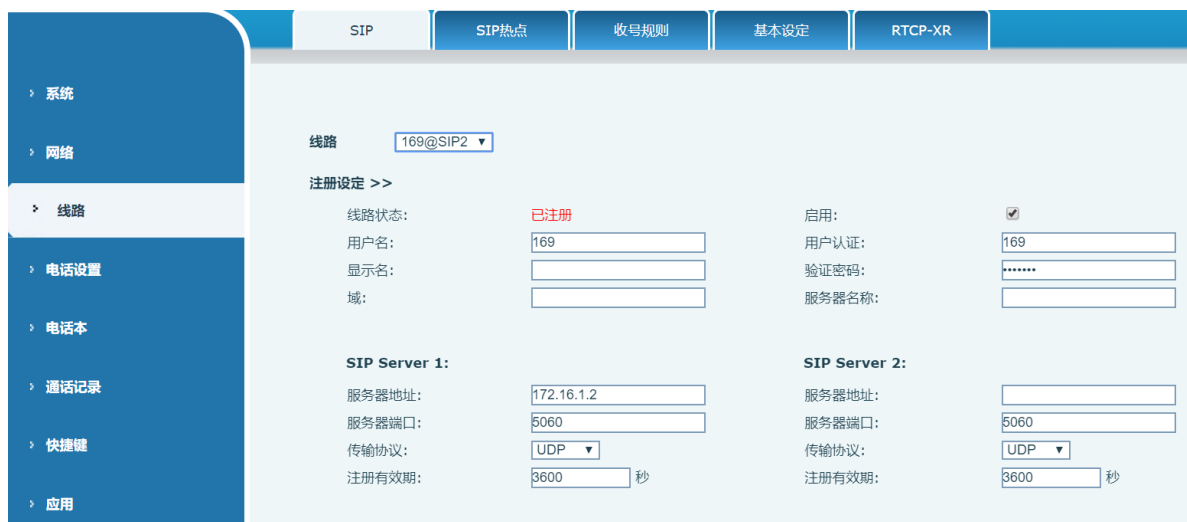 SIP SIP热点 收号规则 基本设定 RTCP-XR
系统
网络
线路
电话设置
电话本
通话记录
快捷键
应用
线路 169@SIP2
注册设定 >>
线路状态: 已注册 启用:
用户名: 169 用户认证: 169
显示名: 验证密码: •••••••
域: 服务器名称:
SIP Server 1: SIP Server 2:
服务器地址: 172.16.1.2 服务器地址:
服务器端口: 5060 服务器端口: 5060
传输协议: UDP 传输协议: UDP
注册有效期: 3600 秒 注册有效期: 3600 秒